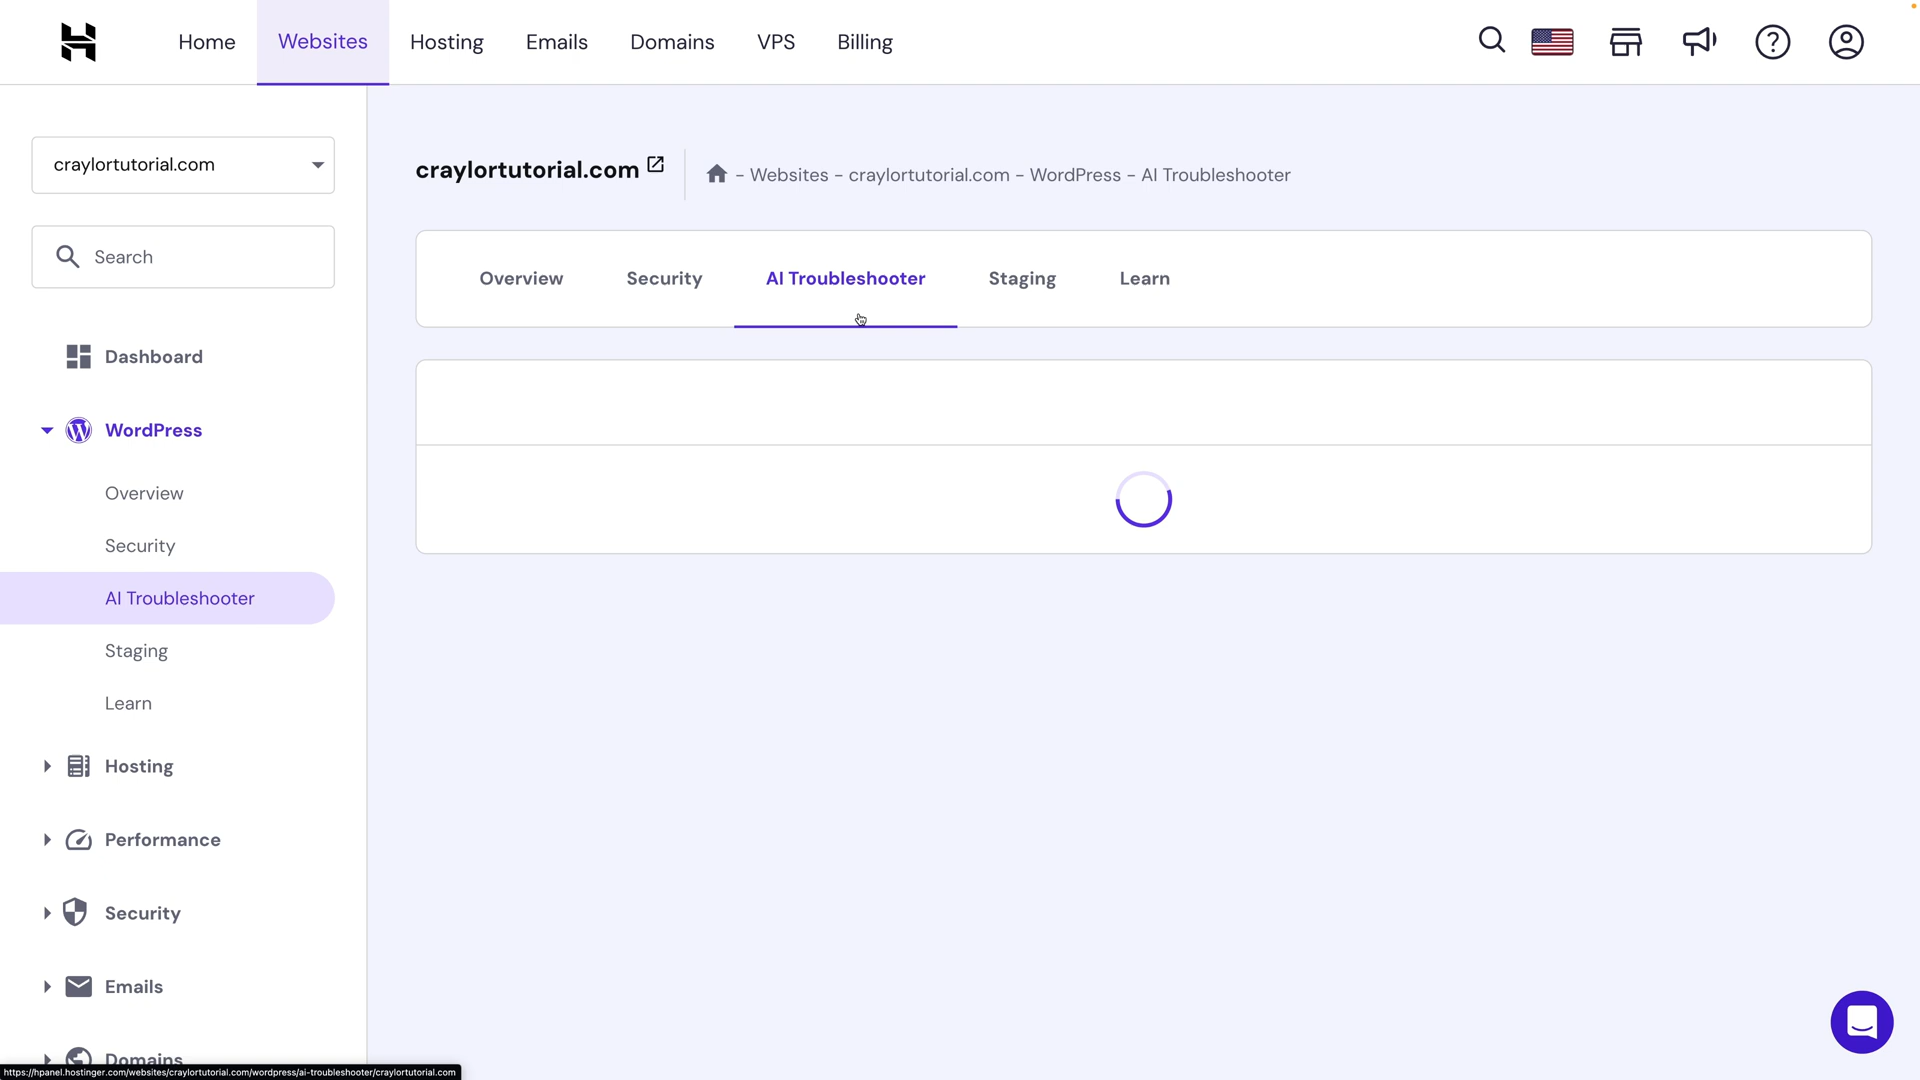 Home
Websites
Hosting
Emails
Domains
VPS
Billing
craylortutorial.com
Search
Dashboard
WordPress
Overview
Security
AI Troubleshooter
Staging
Learn
Hosting
Performance
Security
Emails
Domains
craylortutorial.com
- Websites - craylortutorial.com - WordPress - AI Troubleshooter
Overview
Security
AI Troubleshooter
Staging
Learn
https://hpanel.hostinger.com/websites/craylortutorial.com/wordpress/ai-troubleshooter/craylortutorial.com